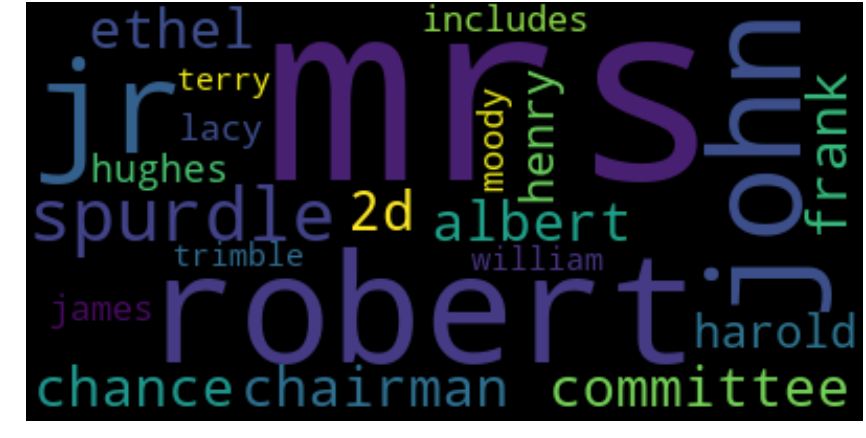 includes
ethel
mrs
john
jr
terry
frank
henry
moody
lacy
hughes
spurdle
2d
albert
trimble
william
robert
james
harold
chance
chairman
committee